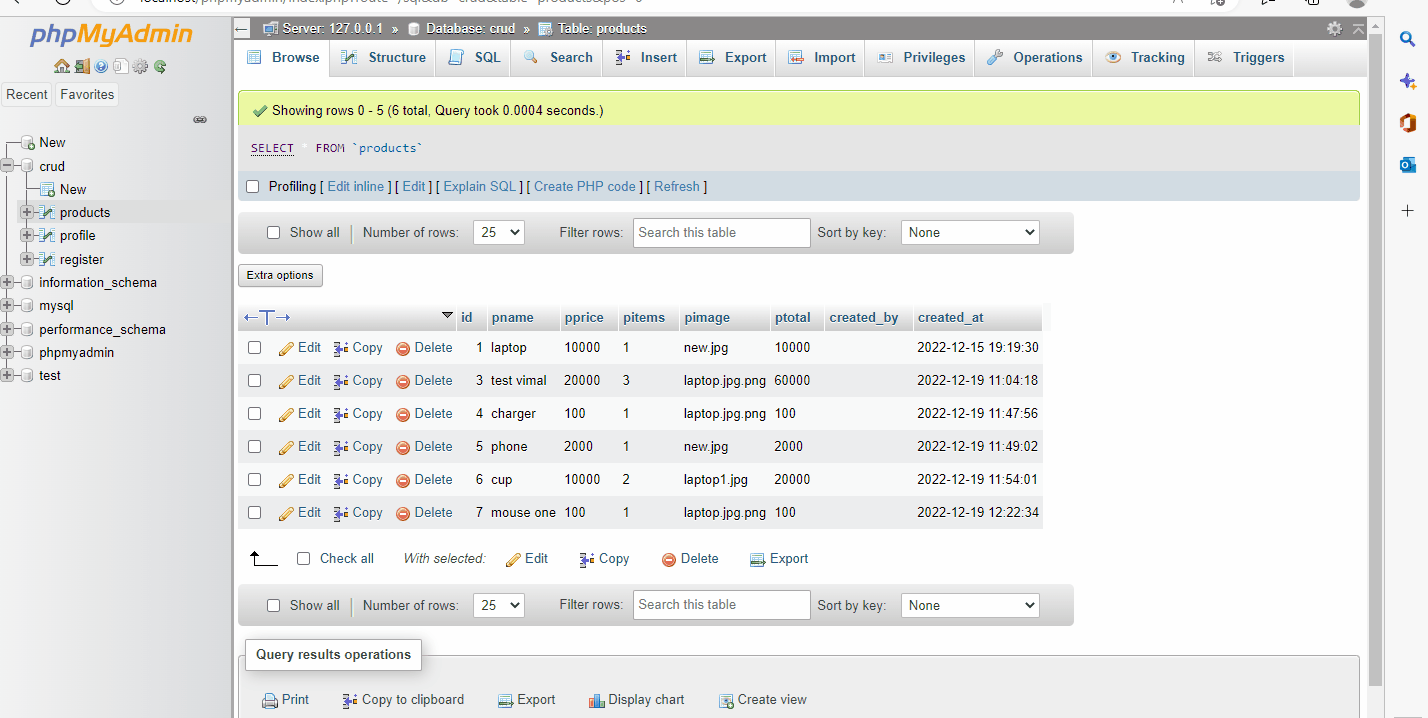 phpMyAdmin
Recent
Favorites
New
crud
New
products
profile
register
information_schema
mysql
performance_schema
phpmyadmin
test
Server: 127.0.0.1 » Database: crud » Table: products
Browse Structure SQL Search Insert Export Import Privileges Operations Tracking Triggers
Showing rows 0 - 5 (6 total, Query took 0.0004 seconds.)
SELECT * FROM `products`
Profiling [ Edit inline ] [ Edit ] [ Explain SQL ] [ Create PHP code ] [ Refresh ]
Show all Number of rows: 25 Filter rows: Search this table Sort by key: None
Extra options
←T→ id pname pprice pitems pimage ptotal created_by created_at
Edit Copy Delete 1 laptop 10000 1 new.jpg 10000 2022-12-15 19:19:30
Edit Copy Delete 3 test vimal 20000 3 laptop.jpg.png 60000 2022-12-19 11:04:18
Edit Copy Delete 4 charger 100 1 laptop.jpg.png 100 2022-12-19 11:47:56
Edit Copy Delete 5 phone 2000 1 new.jpg 2000 2022-12-19 11:49:02
Edit Copy Delete 6 cup 10000 2 laptop1.jpg 20000 2022-12-19 11:54:01
Edit Copy Delete 7 mouse one 100 1 laptop.jpg.png 100 2022-12-19 12:22:34
Check all With selected: Edit Copy Delete Export
Show all Number of rows: 25 Filter rows: Search this table Sort by key: None
Query results operations
Print Copy to clipboard Export Display chart Create view